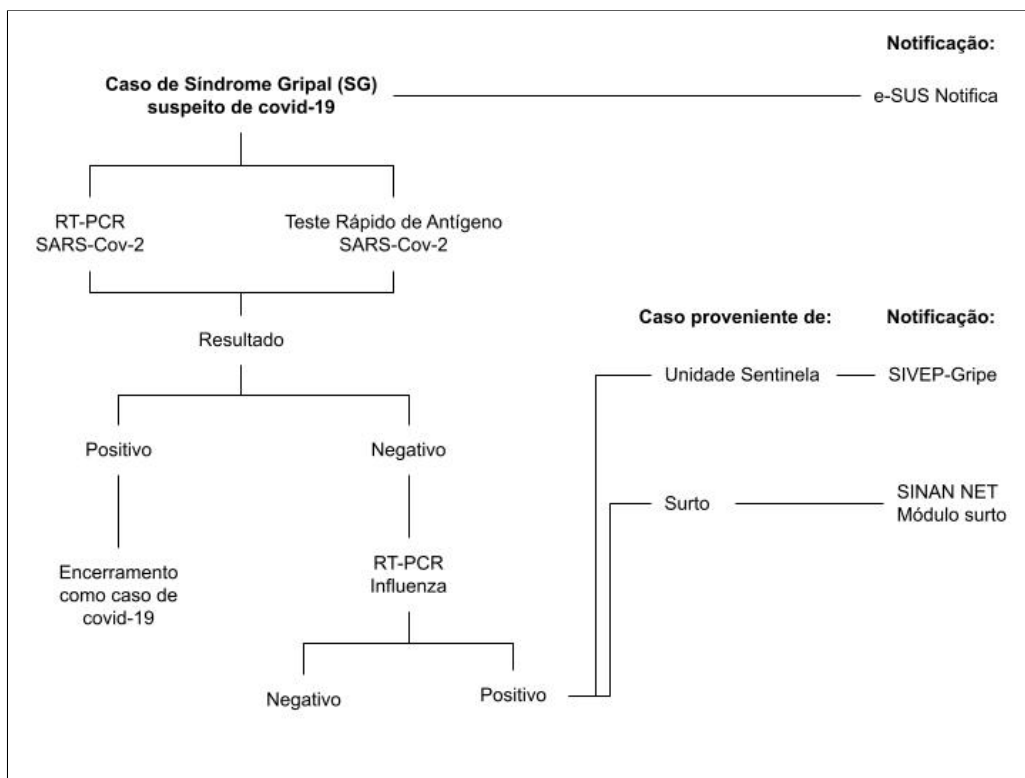 Notificação:
Caso de Síndrome Gripal (SG)
suspeito de covid-19
e-SUS Notifica
RT-PCR
SARS-Cov-2
Teste Rápido de Antígeno
SARS-Cov-2
Resultado
Caso proveniente de:
Notificação:
Unidade Sentinela
SIVEP-Gripe
Positivo
Negativo
Surto
SINAN NET
Módulo surto
Encerramento
como caso de
covid-19
RT-PCR
Influenza
Negativo
Positivo